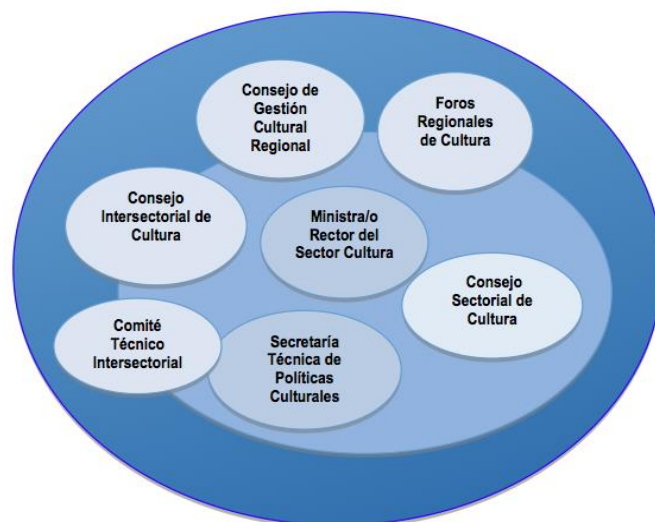 Consejo de
Gestión
Cultural
Regional
Foros
Regionales
de Cultura
Consejo
Intersectorial de
Cultura
Ministra/o
Rector del
Sector Cultura
Consejo
Sectorial de
Cultura
Comité
Técnico
Intersectorial
Secretaría
Técnica de
Políticas
Culturales